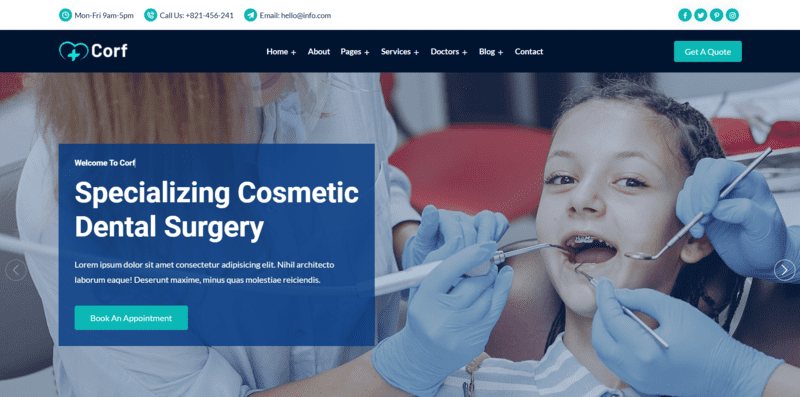 Mon-Fri 9am-5pm
Call Us: +821-456-241
Email: hello@info.com
Corf
Home +
About
Pages +
Services +
Doctors +
Blog +
Contact
Get A Quote
Welcome To Corf
Specializing Cosmetic
Dental Surgery
Lorem ipsum dolor sit amet consectetur adipisicing elit. Nihil architecto
laborum eaque! Deserunt maxime, minus quas molestiae reiciendis.
Book An Appointment